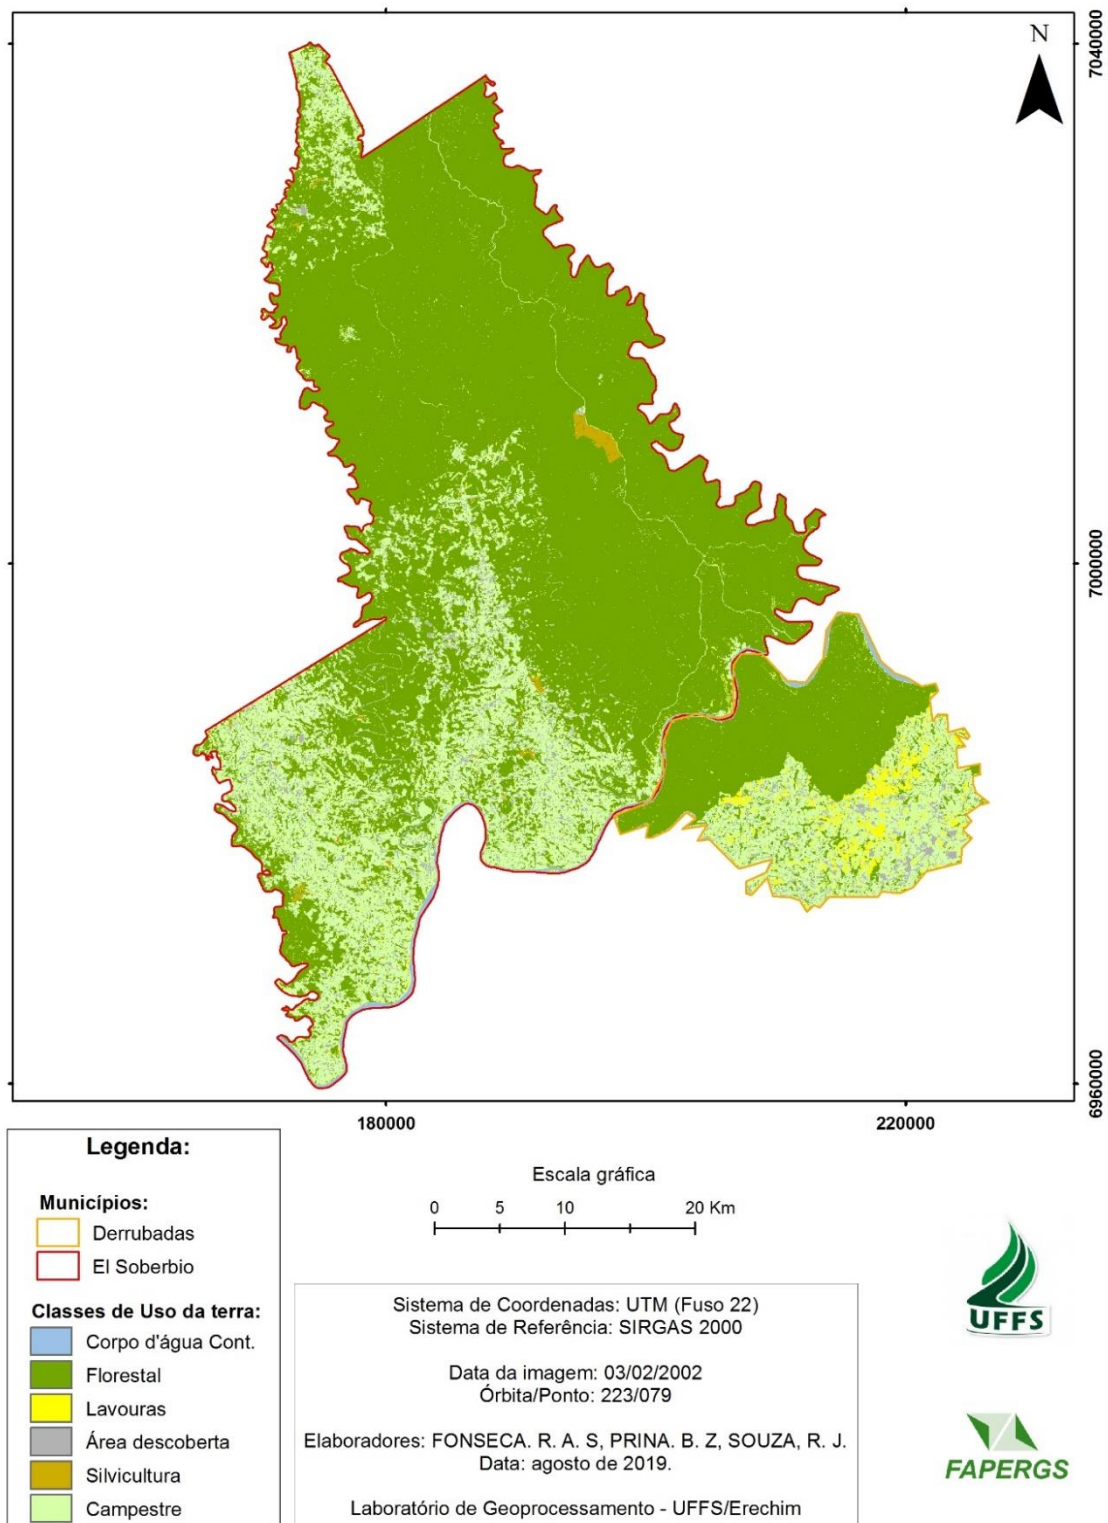 N
7040000
7000000
6960000
180000
220000
Legenda:
Municípios:
Derrubadas
El Soberbio
Classes de Uso da terra:
Corpo d'água Cont.
Florestal
Lavouras
Área descoberta
Silvicultura
Campestre
Escala gráfica
0 5 10 20 Km
Sistema de Coordenadas: UTM (Fuso 22)
Sistema de Referência: SIRGAS 2000
Data da imagem: 03/02/2002
Órbita/Ponto: 223/079
Elaboradores: FONSECA. R. A. S, PRINA. B. Z, SOUZA, R. J.
Data: agosto de 2019.
Laboratório de Geoprocessamento - UFFS/Erechim
UFFS
FAPERGS